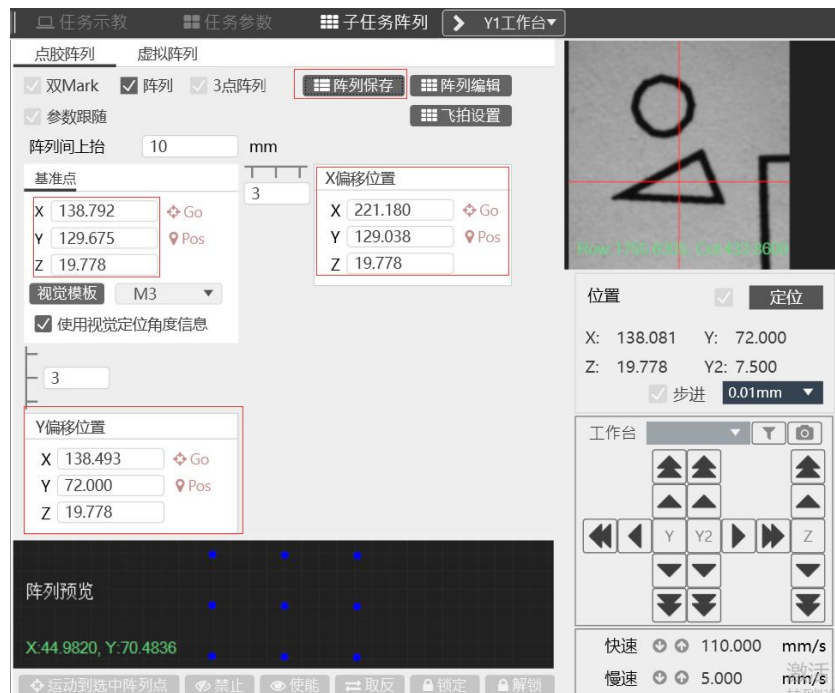 任务示教 任务参数 子任务阵列 Y1工作台
点胶阵列 虚拟阵列
双Mark 阵列 3点阵列 阵列保存 阵列编辑
参数跟随 飞拍设置
阵列间上抬 10 mm
基准点
X 138.792 Go
Y 129.675 Pos
Z 19.778
视觉模板 M3
使用视觉定位角度信息
3
X偏移位置
X 221.180 Go
Y 129.038 Pos
Z 19.778
3
Y偏移位置
X 138.493 Go
Y 72.000 Pos
Z 19.778
阵列预览
X:44.9820, Y:70.4836
运动到选中阵列点 禁止 使能 取反 锁定 解锁
位置 定位
X: 138.081 Y: 72.000
Z: 19.778 Y2: 7.500
步进 0.01mm
工作台
Y Y2 Z
快速 110.000 mm/s
慢速 5.000 mm/s
激活